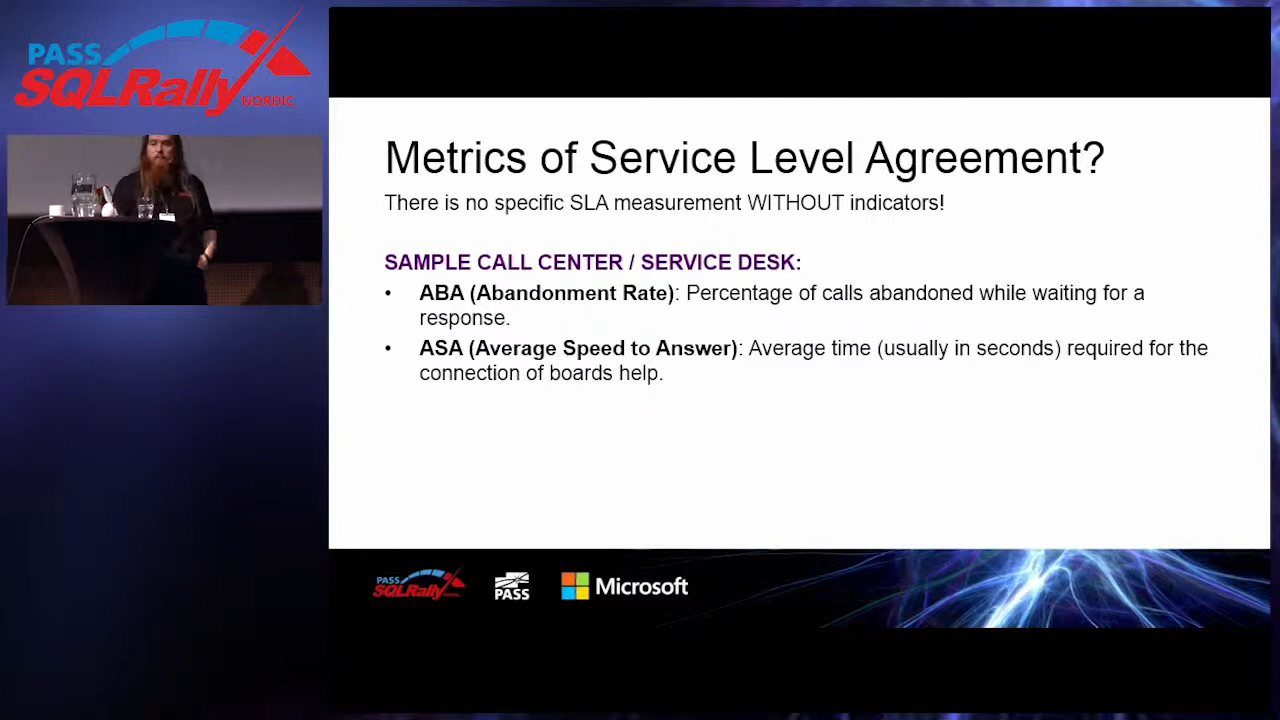 PASS
SQLRally
NORDIC
Metrics of Service Level Agreement?
There is no specific SLA measurement WITHOUT indicators!
SAMPLE CALL CENTER / SERVICE DESK:
• ABA (Abandonment Rate): Percentage of calls abandoned while waiting for a
response.
• ASA (Average Speed to Answer): Average time (usually in seconds) required for the
connection of boards help.
PASS
SQLRally
PASS
Microsoft